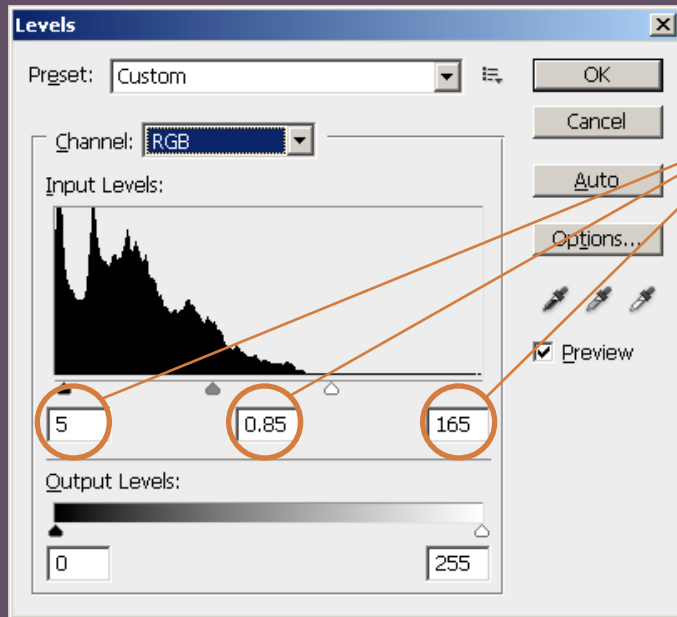 Levels
Preset: Custom
OK
Cancel
Channel: RGB
Auto
Input Levels:
Options...
Preview
5 0.85 165
Output Levels:
0 255